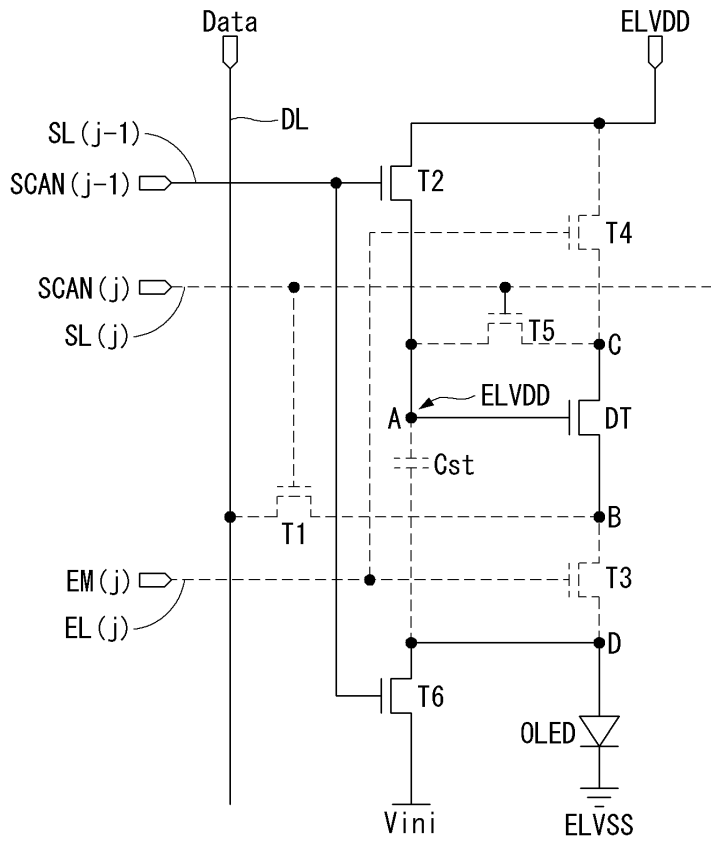 Data
ELVDD
DL
SL(j-1)
SCAN(j-1)
T2
T4
SCAN(j)
SL(j)
T5
C
ELVDD
A
DT
Cst
T1
B
EM(j)
T3
EL(j)
D
T6
OLED
Vini
ELVSS